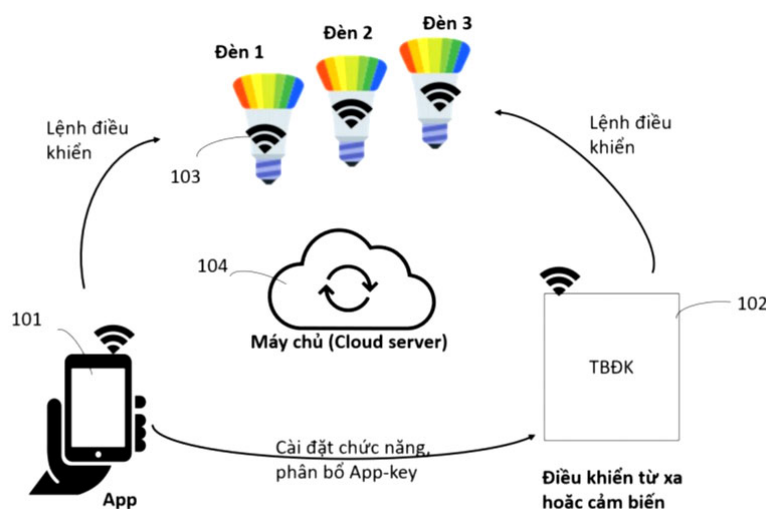 Đèn 1
Đèn 2
Đèn 3
Lệnh điều
khiển
Lệnh điều
khiển
103
104
Máy chủ (Cloud server)
101
102
TBĐK
Cài đặt chức năng,
phân bổ App-key
App
Điều khiển từ xa
hoặc cảm biến